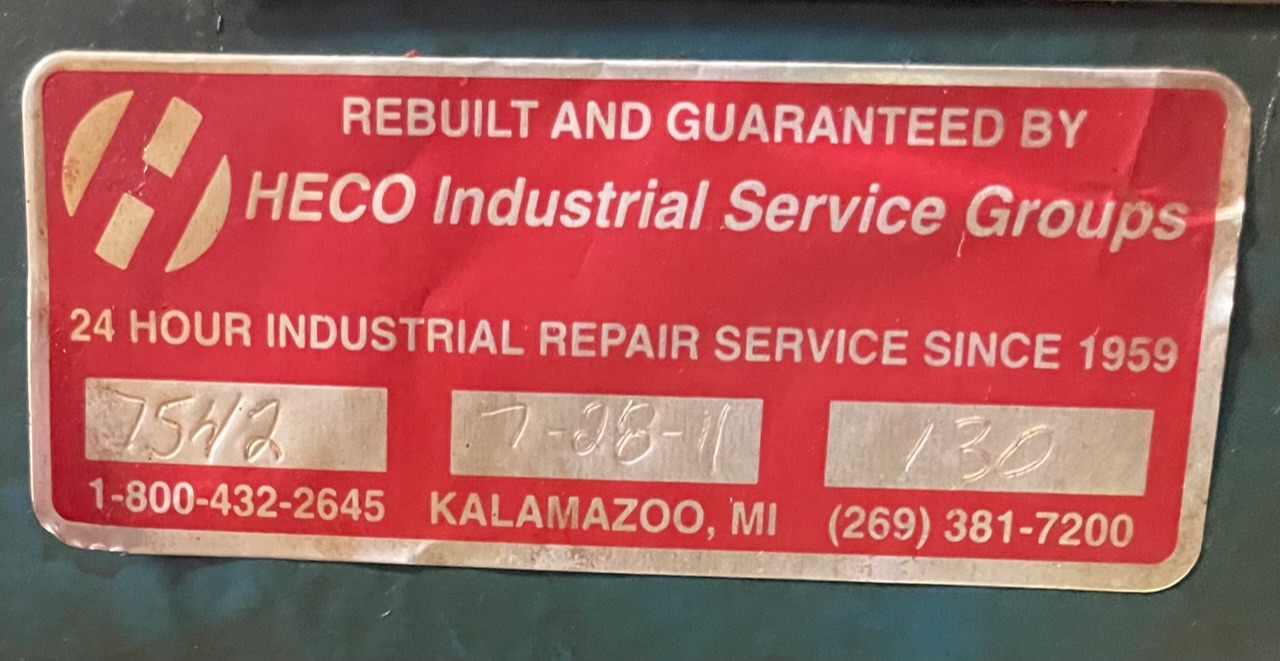 REBUILT AND GUARANTEED BY
HECO Industrial Service Groups
24 HOUR INDUSTRIAL REPAIR SERVICE SINCE 1959
7542 7-28-11 130
1-800-432-2645 KALAMAZOO, MI (269) 381-7200